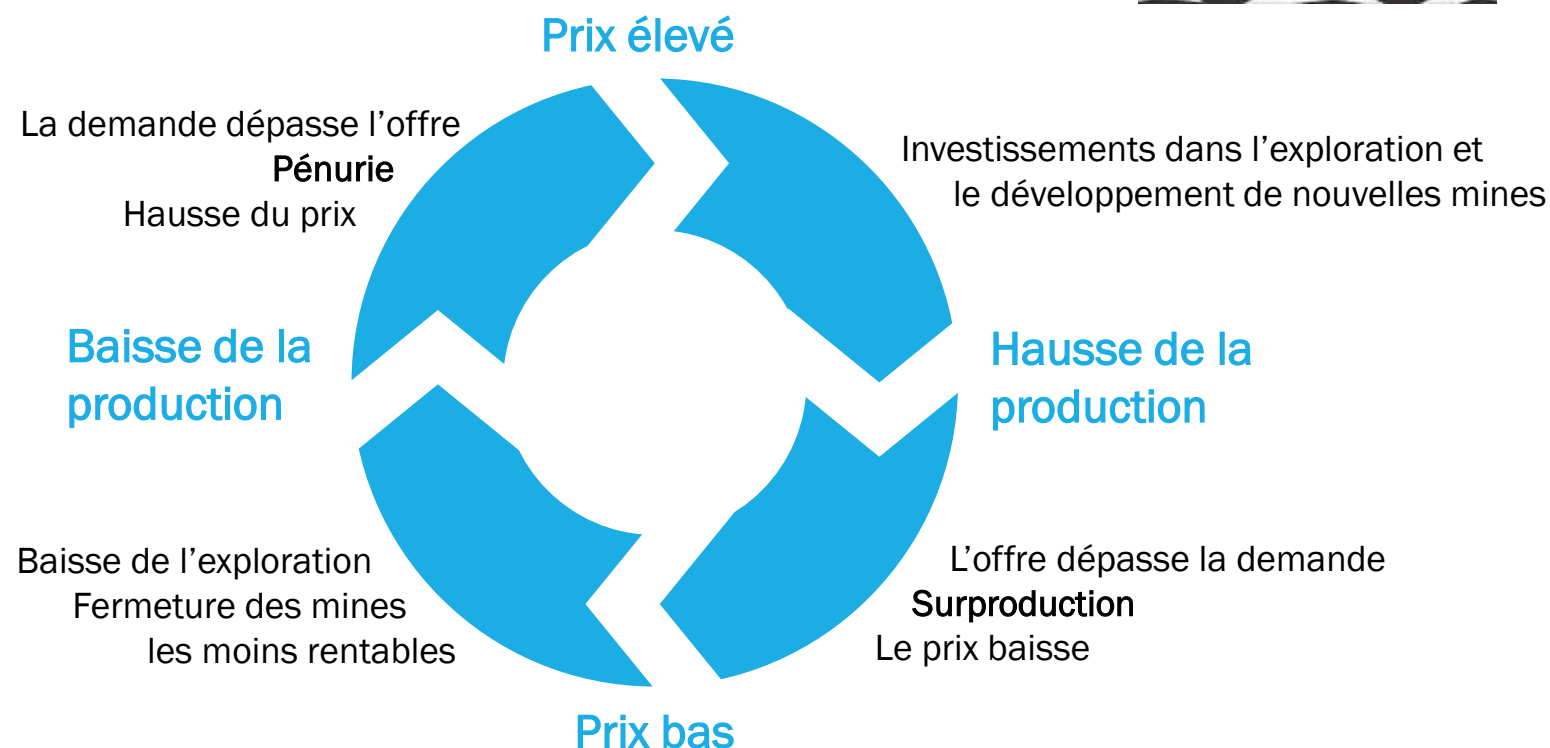 Prix élevé
La demande dépasse l’offre
Pénurie
Hausse du prix
Investissements dans l’exploration et
le développement de nouvelles mines
Baisse de la
production
Hausse de la
production
Baisse de l’exploration
Fermeture des mines
les moins rentables
L’offre dépasse la demande
Surproduction
Le prix baisse
Prix bas